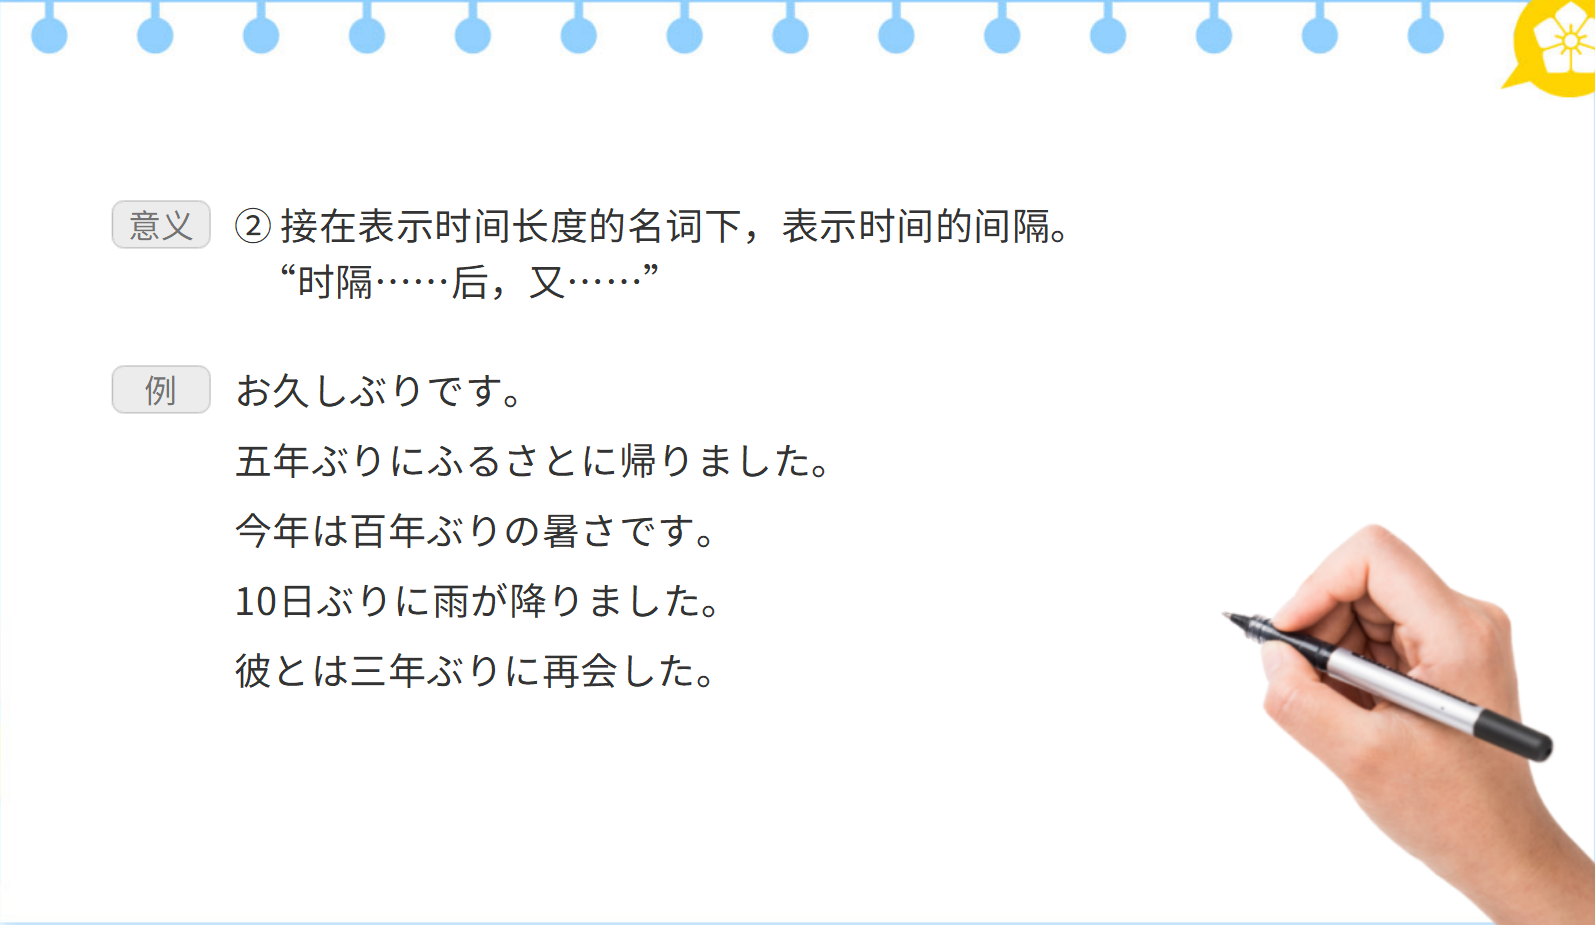 意义
② 接在表示时间长度的名词下，表示时间的间隔。
“时隔……后，又……”
例
お久しぶりです。
五年ぶりにふるさとに帰りました。
今年は百年ぶりの暑さです。
10日ぶりに雨が降りました。
彼とは三年ぶりに再会した。